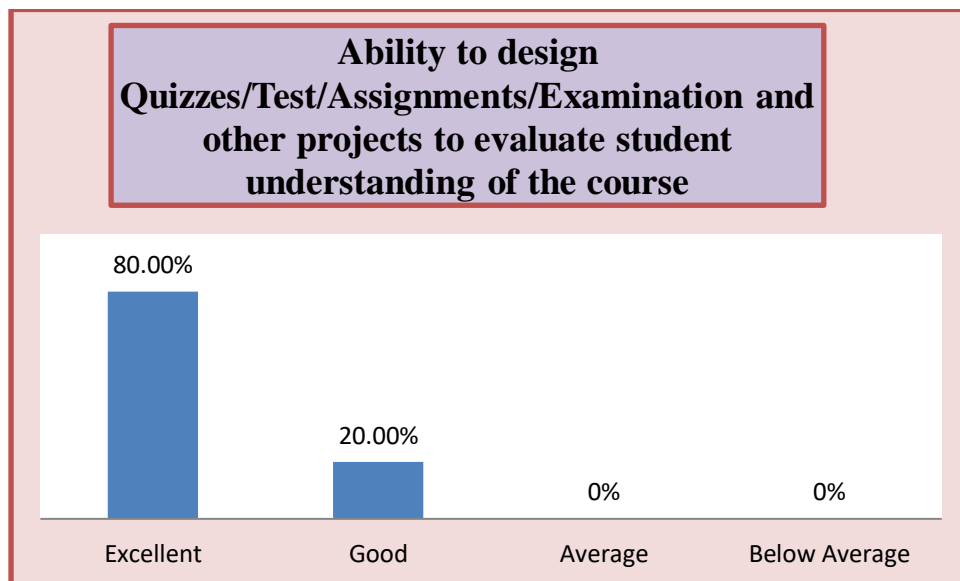 Ability to design
Quizzes/Test/Assignments/Examination and
other projects to evaluate student
understanding of the course
80.00%
20.00%
0%
0%
Excellent
Good
Average
Below Average